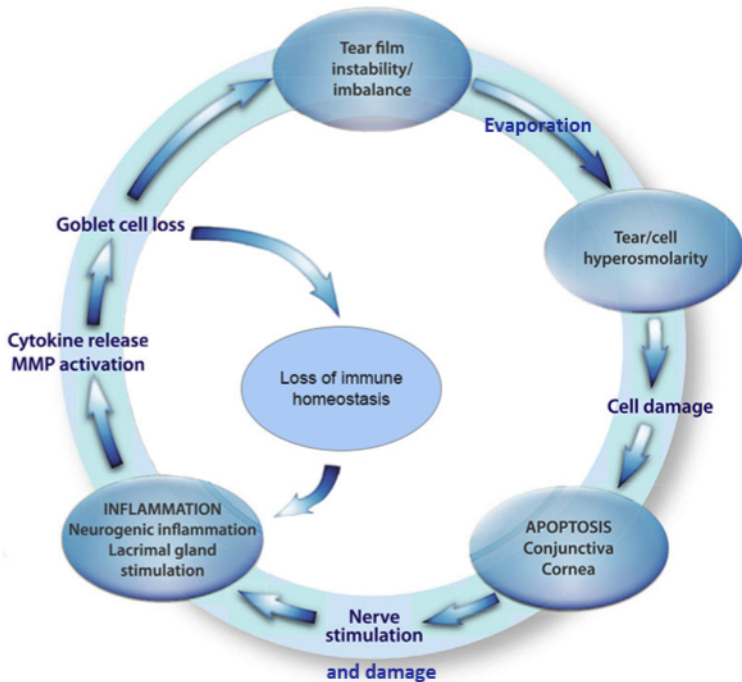 Tear film
instability/
imbalance
Evaporation
Tear/cell
hyperosmolarity
Cell damage
APOPTOSIS
Conjunctiva
Cornea
Nerve
stimulation
and damage
INFLAMMATION
Neurogenic inflammation
Lacrimal gland
stimulation
Cytokine release
MMP activation
Goblet cell loss
Loss of immune
homeostasis